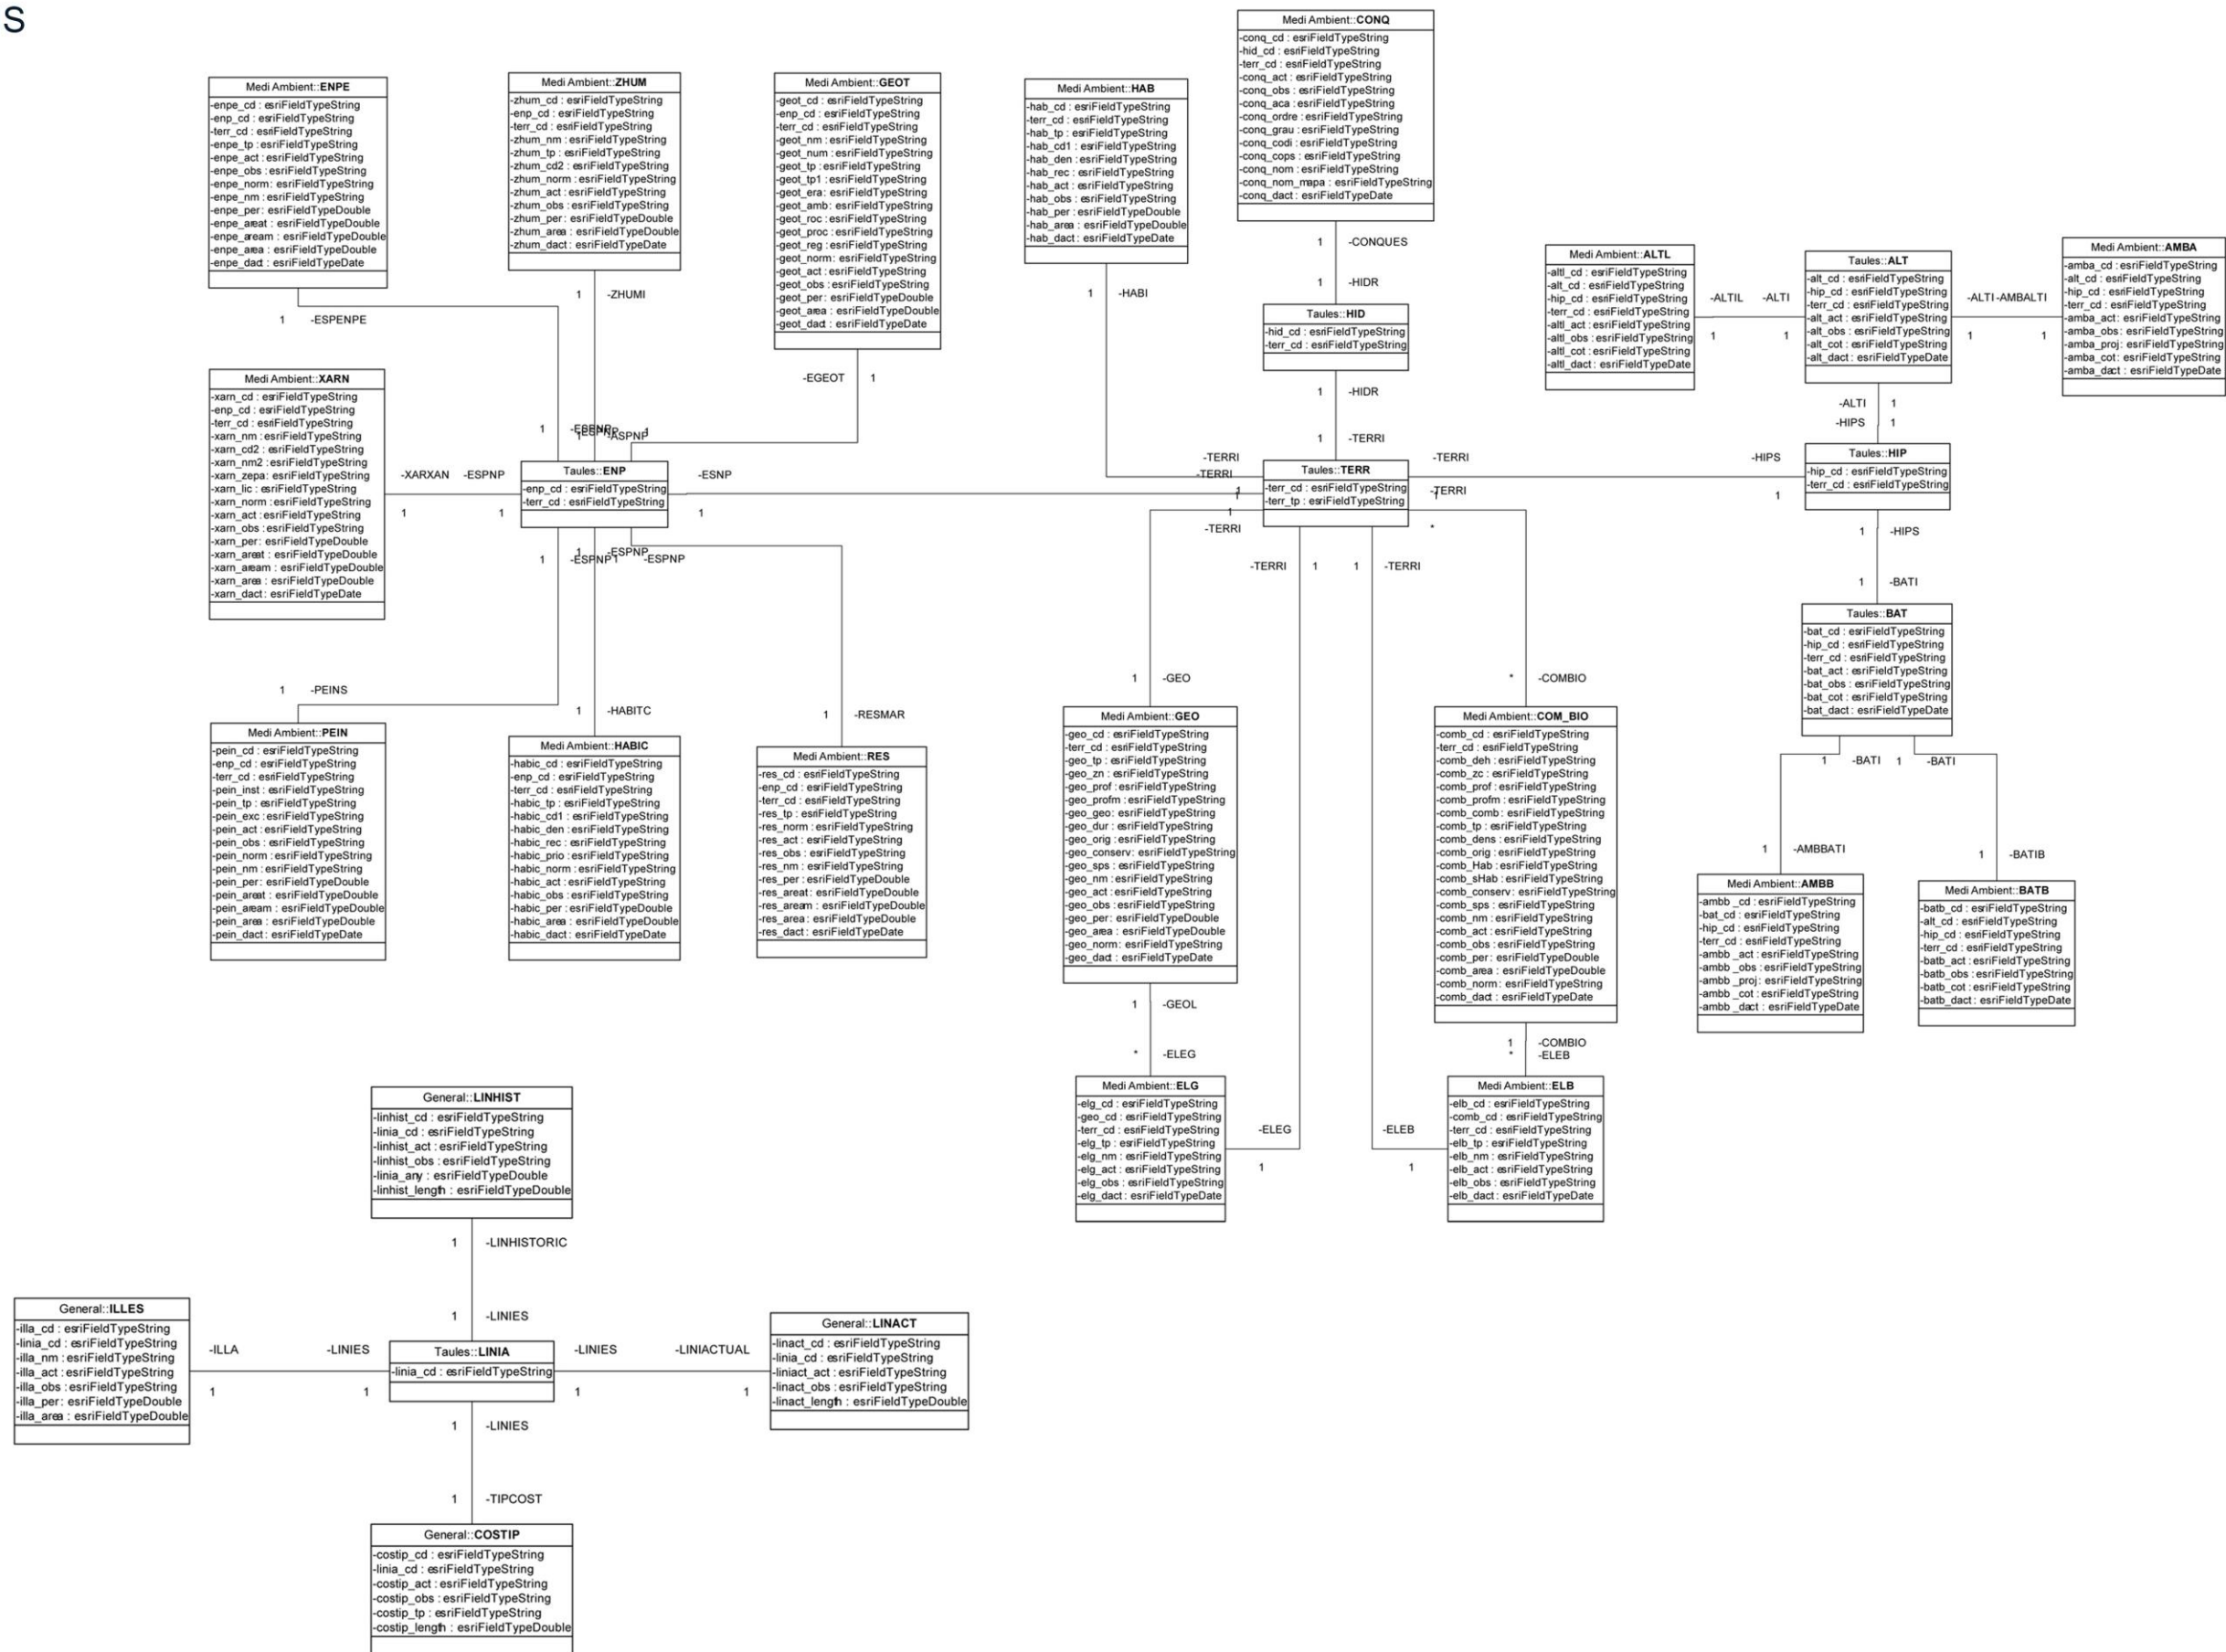 S
Medi Ambient::ENPE
-enpe_cd : esriFieldTypeString
-enp_cd : esriFieldTypeString
-terr_cd : esriFieldTypeString
-enpe_tp : esriFieldTypeString
-enpe_act : esriFieldTypeString
-enpe_obs : esriFieldTypeString
-enpe_norm : esriFieldTypeString
-enpe_nm : esriFieldTypeString
-enpe_per : esriFieldTypeDouble
-enpe_areat : esriFieldTypeDouble
-enpe_aream : esriFieldTypeDouble
-enpe_area : esriFieldTypeDouble
-enpe_dact : esriFieldTypeDate
1 -ESPENPE
Medi Ambient::ZHUM
-zhum_cd : esriFieldTypeString
-enp_cd : esriFieldTypeString
-terr_cd : esriFieldTypeString
-zhum_nm : esriFieldTypeString
-zhum_tp : esriFieldTypeString
-zhum_cd2 : esriFieldTypeString
-zhum_norm : esriFieldTypeString
-zhum_act : esriFieldTypeString
-zhum_obs : esriFieldTypeString
-zhum_per : esriFieldTypeDouble
-zhum_area : esriFieldTypeDouble
-zhum_dact : esriFieldTypeDate
1 -ZHUMI
Medi Ambient::GEOT
-geot_cd : esriFieldTypeString
-enp_cd : esriFieldTypeString
-terr_cd : esriFieldTypeString
-geot_nm : esriFieldTypeString
-geot_num : esriFieldTypeString
-geot_tp : esriFieldTypeString
-geot_tp1 : esriFieldTypeString
-geot_era : esriFieldTypeString
-geot_amb : esriFieldTypeString
-geot_roc : esriFieldTypeString
-geot_proc : esriFieldTypeString
-geot_reg : esriFieldTypeString
-geot_norm : esriFieldTypeString
-geot_act : esriFieldTypeString
-geot_obs : esriFieldTypeString
-geot_per : esriFieldTypeDouble
-geot_area : esriFieldTypeDouble
-geot_dact : esriFieldTypeDate
-EGEOT 1
Medi Ambient::HAB
-hab_cd : esriFieldTypeString
-terr_cd : esriFieldTypeString
-hab_tp : esriFieldTypeString
-hab_cd1 : esriFieldTypeString
-hab_den : esriFieldTypeString
-hab_rec : esriFieldTypeString
-hab_act : esriFieldTypeString
-hab_obs : esriFieldTypeString
-hab_per : esriFieldTypeDouble
-hab_area : esriFieldTypeDouble
-hab_dact : esriFieldTypeDate
1 -HABI
Medi Ambient::CONQ
-conq_cd : esriFieldTypeString
-hid_cd : esriFieldTypeString
-terr_cd : esriFieldTypeString
-conq_act : esriFieldTypeString
-conq_obs : esriFieldTypeString
-conq_aca : esriFieldTypeString
-conq_ordre : esriFieldTypeString
-conq_grau : esriFieldTypeString
-conq_codi : esriFieldTypeString
-conq_cops : esriFieldTypeString
-conq_nom : esriFieldTypeString
-conq_nom_mapa : esriFieldTypeString
-conq_dact : esriFieldTypeDate
1 -CONQUES
1 -HIDR
Taules::HID
-hid_cd : esriFieldTypeString
-terr_cd : esriFieldTypeString
1 -HIDR
1 -TERRI
Medi Ambient::ALTL
-altl_cd : esriFieldTypeString
-alt_cd : esriFieldTypeString
-hip_cd : esriFieldTypeString
-terr_cd : esriFieldTypeString
-altl_act : esriFieldTypeString
-altl_obs : esriFieldTypeString
-altl_cot : esriFieldTypeString
-altl_dact : esriFieldTypeDate
-ALTIL -ALTI
1 1
Taules::ALT
-alt_cd : esriFieldTypeString
-hip_cd : esriFieldTypeString
-terr_cd : esriFieldTypeString
-alt_act : esriFieldTypeString
-alt_obs : esriFieldTypeString
-alt_cot : esriFieldTypeString
-alt_dact : esriFieldTypeDate
-ALTI -AMBALTI
1 1
Medi Ambient::AMBA
-amba_cd : esriFieldTypeString
-alt_cd : esriFieldTypeString
-hip_cd : esriFieldTypeString
-terr_cd : esriFieldTypeString
-amba_act : esriFieldTypeString
-amba_obs : esriFieldTypeString
-amba_proj : esriFieldTypeString
-amba_cot : esriFieldTypeString
-amba_dact : esriFieldTypeDate
-ALTI 1
-HIPS 1
Taules::HIP
-hip_cd : esriFieldTypeString
-terr_cd : esriFieldTypeString
1 -HIPS
1 -BATI
Medi Ambient::XARN
-xarn_cd : esriFieldTypeString
-enp_cd : esriFieldTypeString
-terr_cd : esriFieldTypeString
-xarn_nm : esriFieldTypeString
-xarn_cd2 : esriFieldTypeString
-xarn_nm2 : esriFieldTypeString
-xarn_zepa : esriFieldTypeString
-xarn_lic : esriFieldTypeString
-xarn_norm : esriFieldTypeString
-xarn_act : esriFieldTypeString
-xarn_obs : esriFieldTypeString
-xarn_per : esriFieldTypeDouble
-xarn_areat : esriFieldTypeDouble
-xarn_aream : esriFieldTypeDouble
-xarn_area : esriFieldTypeDouble
-xarn_dact : esriFieldTypeDate
-XARXAN -ESPNP
1 1
1 -ASPNP 1
Taules::ENP
-enp_cd : esriFieldTypeString
-terr_cd : esriFieldTypeString
-ESNP
1
1 -ESPNP
1 -ESPNP 1 -ESPNP
-TERRI
-TERRI
1
Taules::TERR
-terr_cd : esriFieldTypeString
-terr_tp : esriFieldTypeString
-TERRI -HIPS
-TERRI 1
*
1
-TERRI
-TERRI 1 1 -TERRI
1 -PEINS
Medi Ambient::PEIN
-pein_cd : esriFieldTypeString
-enp_cd : esriFieldTypeString
-terr_cd : esriFieldTypeString
-pein_inst : esriFieldTypeString
-pein_tp : esriFieldTypeString
-pein_exc : esriFieldTypeString
-pein_act : esriFieldTypeString
-pein_obs : esriFieldTypeString
-pein_norm : esriFieldTypeString
-pein_nm : esriFieldTypeString
-pein_per : esriFieldTypeDouble
-pein_areat : esriFieldTypeDouble
-pein_aream : esriFieldTypeDouble
-pein_area : esriFieldTypeDouble
-pein_dact : esriFieldTypeDate
1 -HABITC
Medi Ambient::HABIC
-habic_cd : esriFieldTypeString
-enp_cd : esriFieldTypeString
-terr_cd : esriFieldTypeString
-habic_tp : esriFieldTypeString
-habic_cd1 : esriFieldTypeString
-habic_den : esriFieldTypeString
-habic_rec : esriFieldTypeString
-habic_prio : esriFieldTypeString
-habic_norm : esriFieldTypeString
-habic_act : esriFieldTypeString
-habic_obs : esriFieldTypeString
-habic_per : esriFieldTypeDouble
-habic_area : esriFieldTypeDouble
-habic_dact : esriFieldTypeDate
1 -RESMAR
Medi Ambient::RES
-res_cd : esriFieldTypeString
-enp_cd : esriFieldTypeString
-terr_cd : esriFieldTypeString
-res_tp : esriFieldTypeString
-res_norm : esriFieldTypeString
-res_act : esriFieldTypeString
-res_obs : esriFieldTypeString
-res_nm : esriFieldTypeString
-res_per : esriFieldTypeDouble
-res_areat : esriFieldTypeDouble
-res_aream : esriFieldTypeDouble
-res_area : esriFieldTypeDouble
-res_dact : esriFieldTypeDate
1 -GEO
Medi Ambient::GEO
-geo_cd : esriFieldTypeString
-terr_cd : esriFieldTypeString
-geo_tp : esriFieldTypeString
-geo_zn : esriFieldTypeString
-geo_prof : esriFieldTypeString
-geo_profm : esriFieldTypeString
-geo_geo : esriFieldTypeString
-geo_dur : esriFieldTypeString
-geo_orig : esriFieldTypeString
-geo_conserv : esriFieldTypeString
-geo_sps : esriFieldTypeString
-geo_nm : esriFieldTypeString
-geo_act : esriFieldTypeString
-geo_obs : esriFieldTypeString
-geo_per : esriFieldTypeDouble
-geo_area : esriFieldTypeDouble
-geo_norm : esriFieldTypeString
-geo_dact : esriFieldTypeDate
1 -GEOL
* -ELEG
* -COMBIO
Medi Ambient::COM_BIO
-comb_cd : esriFieldTypeString
-terr_cd : esriFieldTypeString
-comb_deh : esriFieldTypeString
-comb_zc : esriFieldTypeString
-comb_prof : esriFieldTypeString
-comb_profm : esriFieldTypeString
-comb_comb : esriFieldTypeString
-comb_tp : esriFieldTypeString
-comb_dens : esriFieldTypeString
-comb_orig : esriFieldTypeString
-comb_Hab : esriFieldTypeString
-comb_sHab : esriFieldTypeString
-comb_conserv : esriFieldTypeString
-comb_sps : esriFieldTypeString
-comb_nm : esriFieldTypeString
-comb_act : esriFieldTypeString
-comb_obs : esriFieldTypeString
-comb_per : esriFieldTypeDouble
-comb_area : esriFieldTypeDouble
-comb_norm : esriFieldTypeString
-comb_dact : esriFieldTypeDate
1 -COMBIO
* -ELEB
Taules::BAT
-bat_cd : esriFieldTypeString
-hip_cd : esriFieldTypeString
-terr_cd : esriFieldTypeString
-bat_act : esriFieldTypeString
-bat_obs : esriFieldTypeString
-bat_cot : esriFieldTypeString
-bat_dact : esriFieldTypeDate
1 -BATI 1 -BATI
1 -AMBBATI
1 -BATIB
Medi Ambient::AMBB
-ambb _cd : esriFieldTypeString
-bat_cd : esriFieldTypeString
-hip_cd : esriFieldTypeString
-terr_cd : esriFieldTypeString
-ambb _act : esriFieldTypeString
-ambb _obs : esriFieldTypeString
-ambb _proj : esriFieldTypeString
-ambb _cot : esriFieldTypeString
-ambb _dact : esriFieldTypeDate
Medi Ambient::BATB
-batb_cd : esriFieldTypeString
-alt_cd : esriFieldTypeString
-hip_cd : esriFieldTypeString
-terr_cd : esriFieldTypeString
-batb_act : esriFieldTypeString
-batb_obs : esriFieldTypeString
-batb_cot : esriFieldTypeString
-batb_dact : esriFieldTypeDate
Medi Ambient::ELG
-elg_cd : esriFieldTypeString
-geo_cd : esriFieldTypeString
-terr_cd : esriFieldTypeString
-elg_tp : esriFieldTypeString
-elg_nm : esriFieldTypeString
-elg_act : esriFieldTypeString
-elg_obs : esriFieldTypeString
-elg_dact : esriFieldTypeDate
-ELEG
1
-ELEB
1
Medi Ambient::ELB
-elb_cd : esriFieldTypeString
-comb_cd : esriFieldTypeString
-terr_cd : esriFieldTypeString
-elb_tp : esriFieldTypeString
-elb_nm : esriFieldTypeString
-elb_act : esriFieldTypeString
-elb_obs : esriFieldTypeString
-elb_dact : esriFieldTypeDate
General::LINHIST
-linhist_cd : esriFieldTypeString
-linia_cd : esriFieldTypeString
-linhist_act : esriFieldTypeString
-linhist_obs : esriFieldTypeString
-linia_any : esriFieldTypeDouble
-linhist_length : esriFieldTypeDouble
1 -LINHISTORIC
1 -LINIES
General::ILLES
-illa_cd : esriFieldTypeString
-linia_cd : esriFieldTypeString
-illa_nm : esriFieldTypeString
-illa_act : esriFieldTypeString
-illa_obs : esriFieldTypeString
-illa_per : esriFieldTypeDouble
-illa_area : esriFieldTypeDouble
-ILLA -LINIES
1 1
Taules::LINIA
-linia_cd : esriFieldTypeString
-LINIES -LINIACTUAL
1 1
General::LINACT
-linact_cd : esriFieldTypeString
-linia_cd : esriFieldTypeString
-liniact_act : esriFieldTypeString
-linact_obs : esriFieldTypeString
-linact_length : esriFieldTypeDouble
1 -LINIES
1 -TIPCOST
General::COSTIP
-costip_cd : esriFieldTypeString
-linia_cd : esriFieldTypeString
-costip_act : esriFieldTypeString
-costip_obs : esriFieldTypeString
-costip_tp : esriFieldTypeString
-costip_length : esriFieldTypeDouble